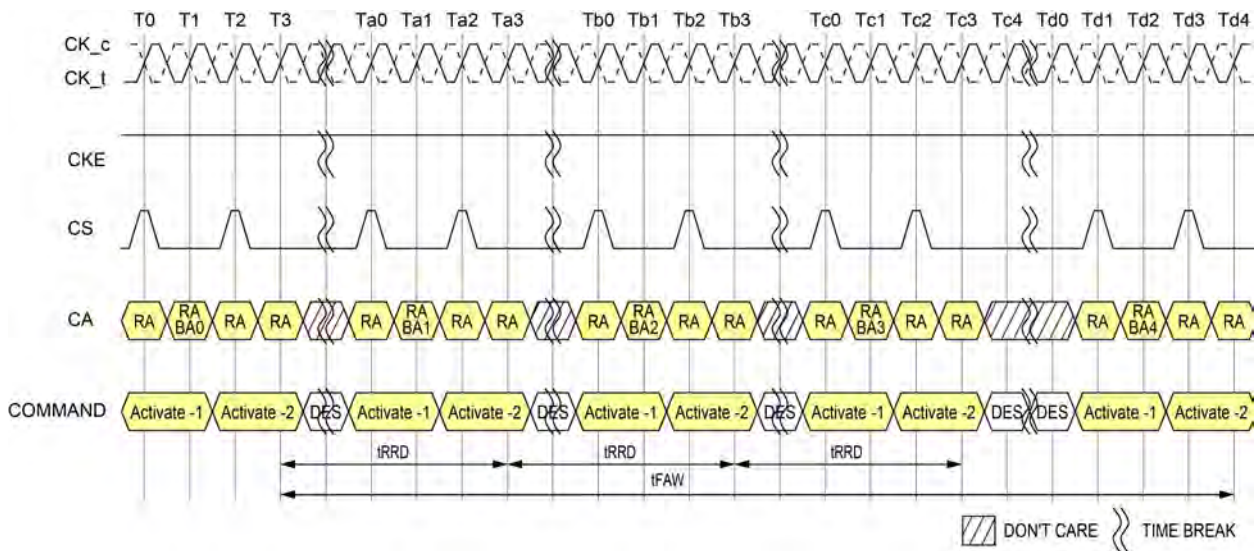 T0 T1 T2 T3 Ta0 Ta1 Ta2 Ta3 Tb0 Tb1 Tb2 Tb3 Tc0 Tc1 Tc2 Tc3 Tc4 Td0 Td1 Td2 Td3 Td4
CK_c
CK_t
CKE
CS
CA RA RA BA0 RA RA RA RA BA1 RA RA RA RA BA2 RA RA RA RA BA3 RA RA RA RA BA4 RA RA
COMMAND Activate -1 Activate -2 DES Activate -1 Activate -2 DES Activate -1 Activate -2 DES Activate -1 Activate -2 DES DES Activate -1 Activate -2
tRRD tRRD tRRD
tFAW
DON'T CARE TIME BREAK